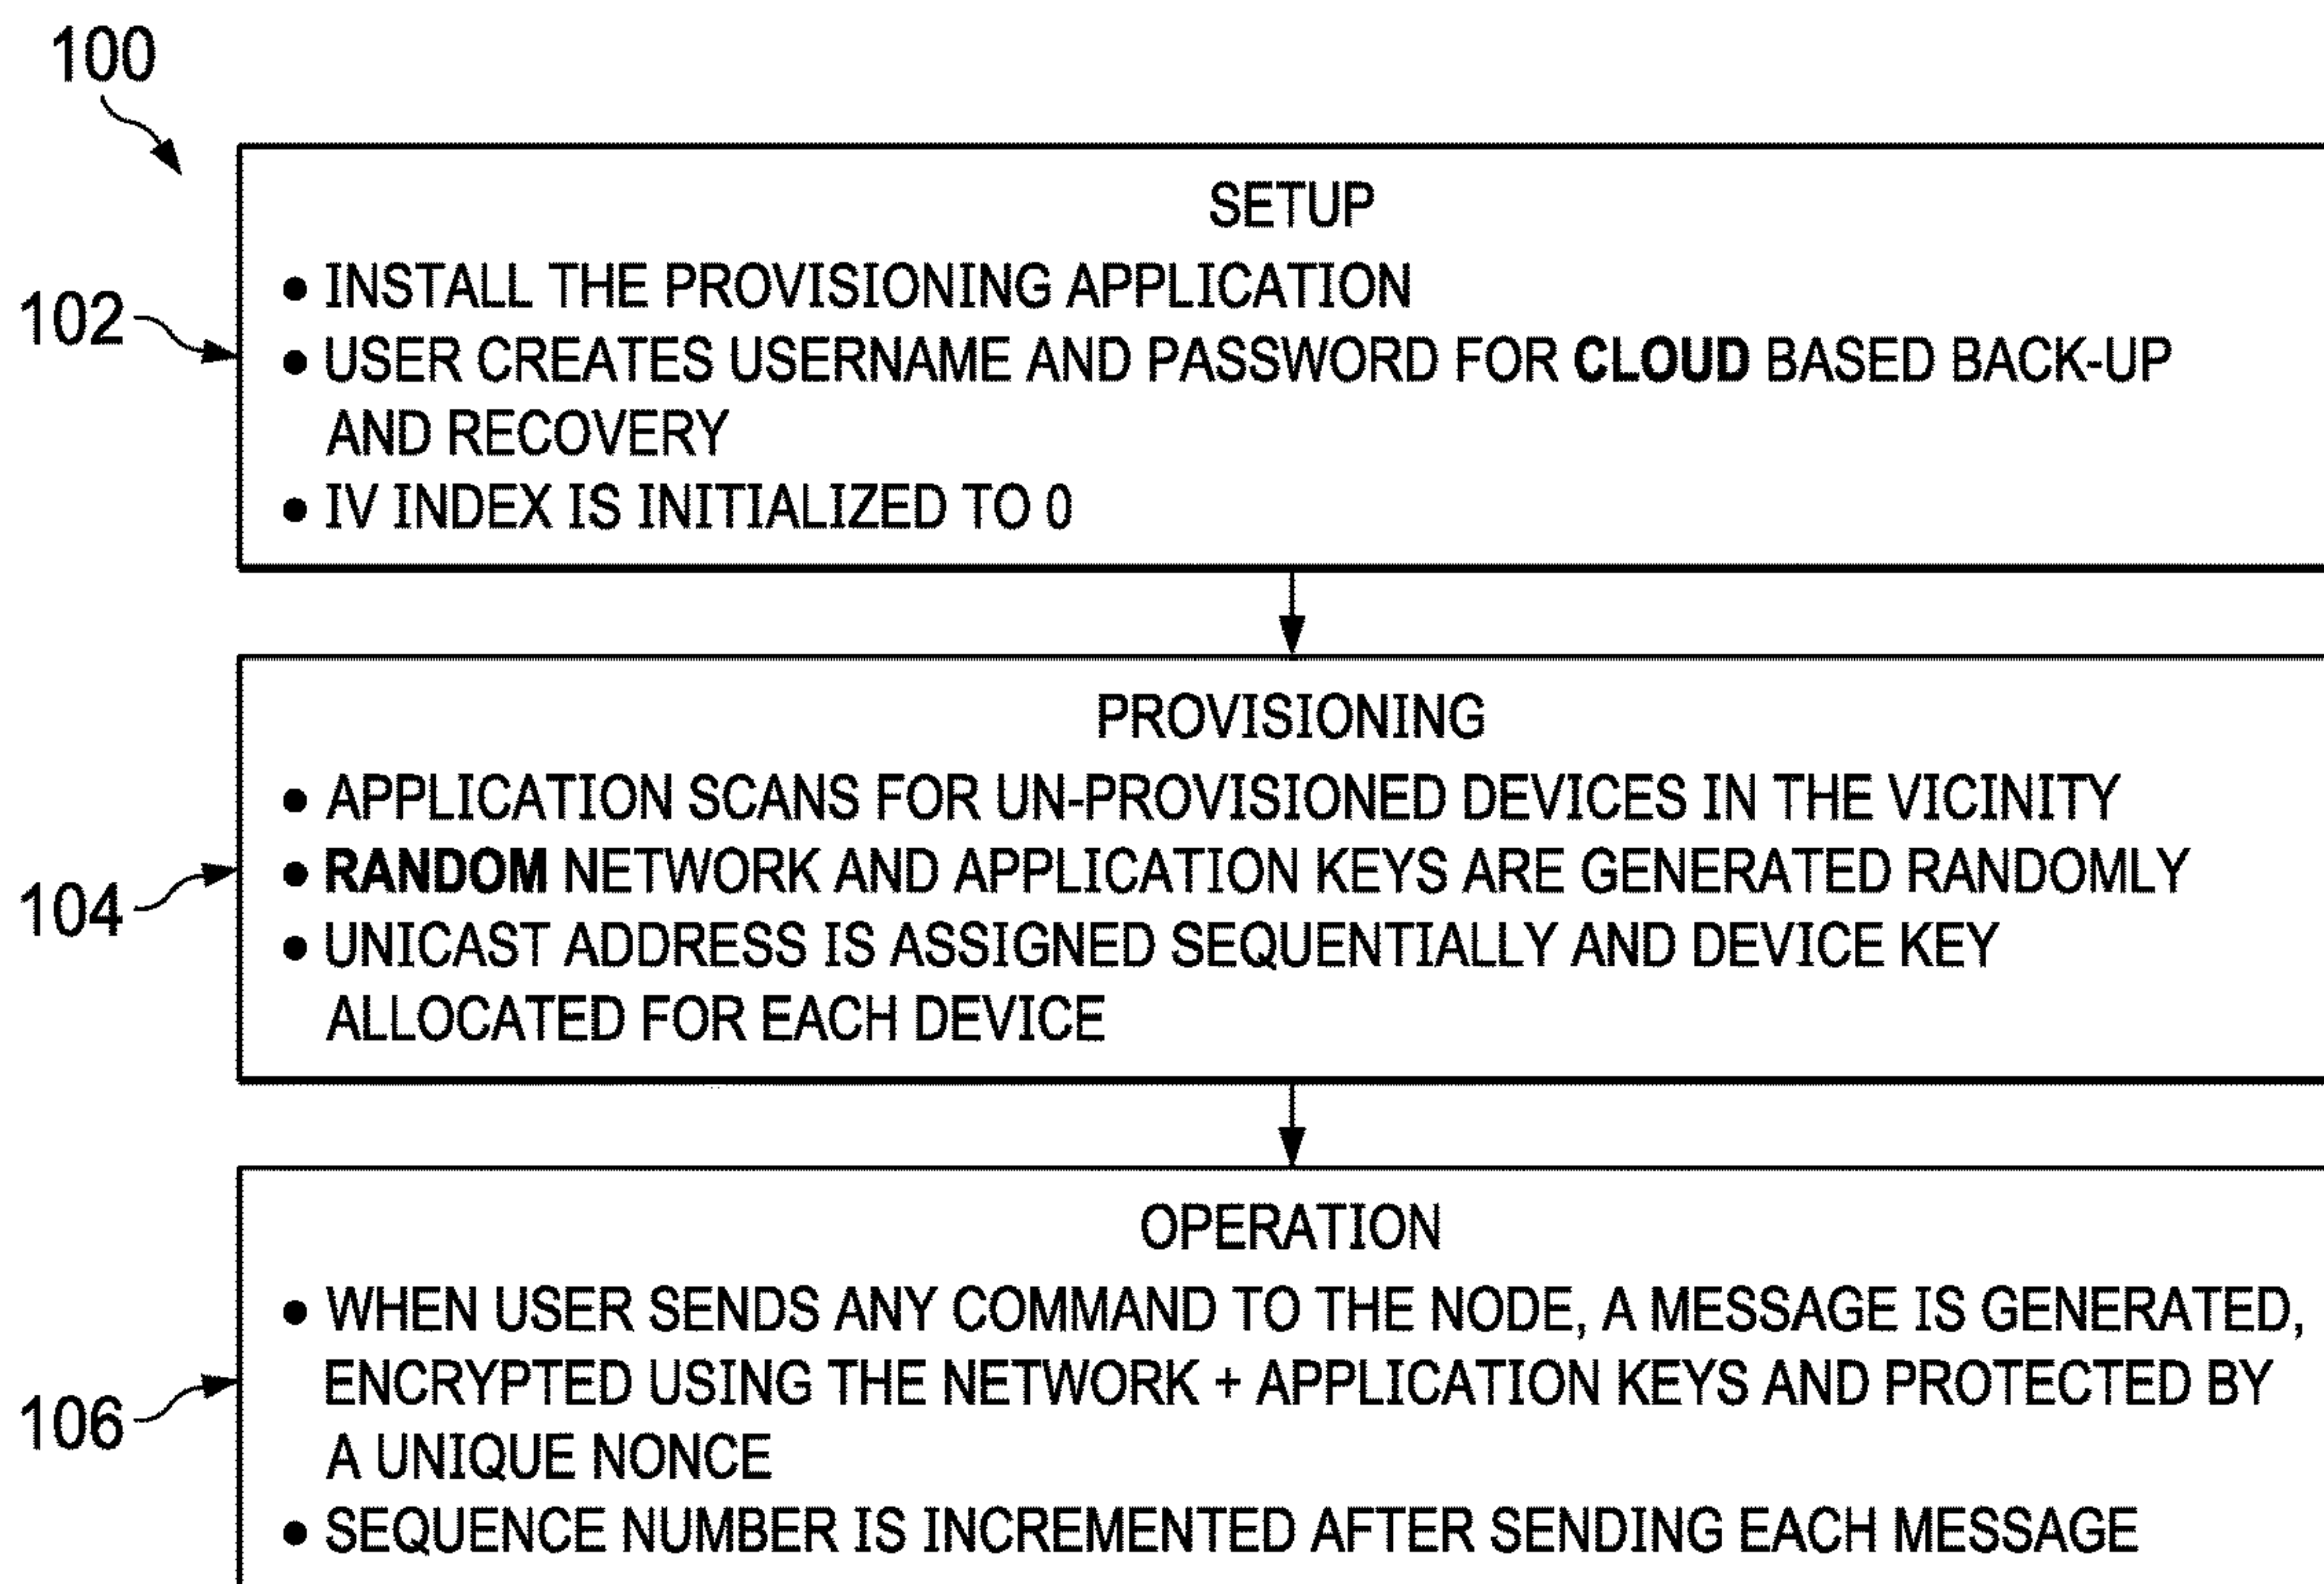 100
SETUP
• INSTALL THE PROVISIONING APPLICATION
102
• USER CREATES USERNAME AND PASSWORD FOR CLOUD BASED BACK-UP
AND RECOVERY
• IV INDEX IS INITIALIZED TO 0
PROVISIONING
• APPLICATION SCANS FOR UN-PROVISIONED DEVICES IN THE VICINITY
• RANDOM NETWORK AND APPLICATION KEYS ARE GENERATED RANDOMLY
104
• UNICAST ADDRESS IS ASSIGNED SEQUENTIALLY AND DEVICE KEY
ALLOCATED FOR EACH DEVICE
OPERATION
• WHEN USER SENDS ANY COMMAND TO THE NODE, A MESSAGE IS GENERATED,
ENCRYPTED USING THE NETWORK + APPLICATION KEYS AND PROTECTED BY
106
A UNIQUE NONCE
• SEQUENCE NUMBER IS INCREMENTED AFTER SENDING EACH MESSAGE